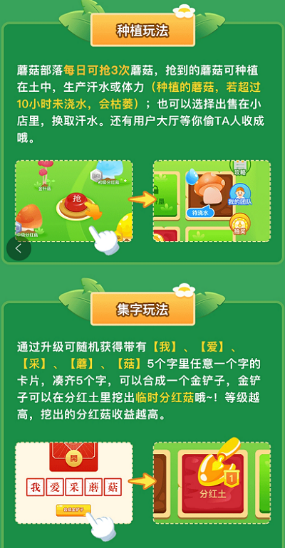 种植玩法
蘑菇部落每日可抢3次蘑菇，抢到的蘑菇可种植
在土中，生产汗水或体力（种植的蘑菇，若超过
10小时未浇水，会枯萎）；也可以选择出售在小
店里，换取汗水。还有用户大厅等你偷TA人收成
哦。
抢
待浇水
我的团队
集字玩法
通过升级可随机获得带有【我】、【爱】、
【采】、【蘑】、【菇】5个字里任意一个字的
卡片，凑齐5个字，可以合成一个金铲子，金铲
子可以在分红土里挖出临时分红菇哦~！等级越
高，挖出的分红菇收益越高。
開
我 爱 采 蘑 菇
1
分红土